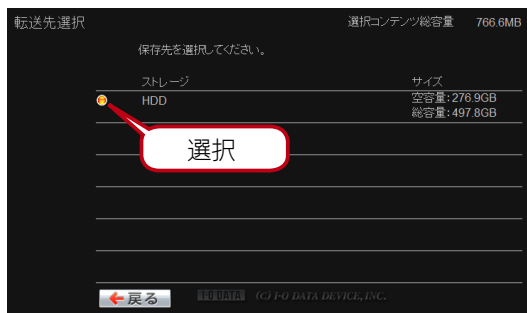 転送先選択 選択コンテンツ総容量 766.6MB
保存先を選択してください。
ストレージ サイズ
HDD 空容量:276.9GB
総容量:497.8GB
選択
戻る I-O DATA (C) I-O DATA DEVICE, INC.